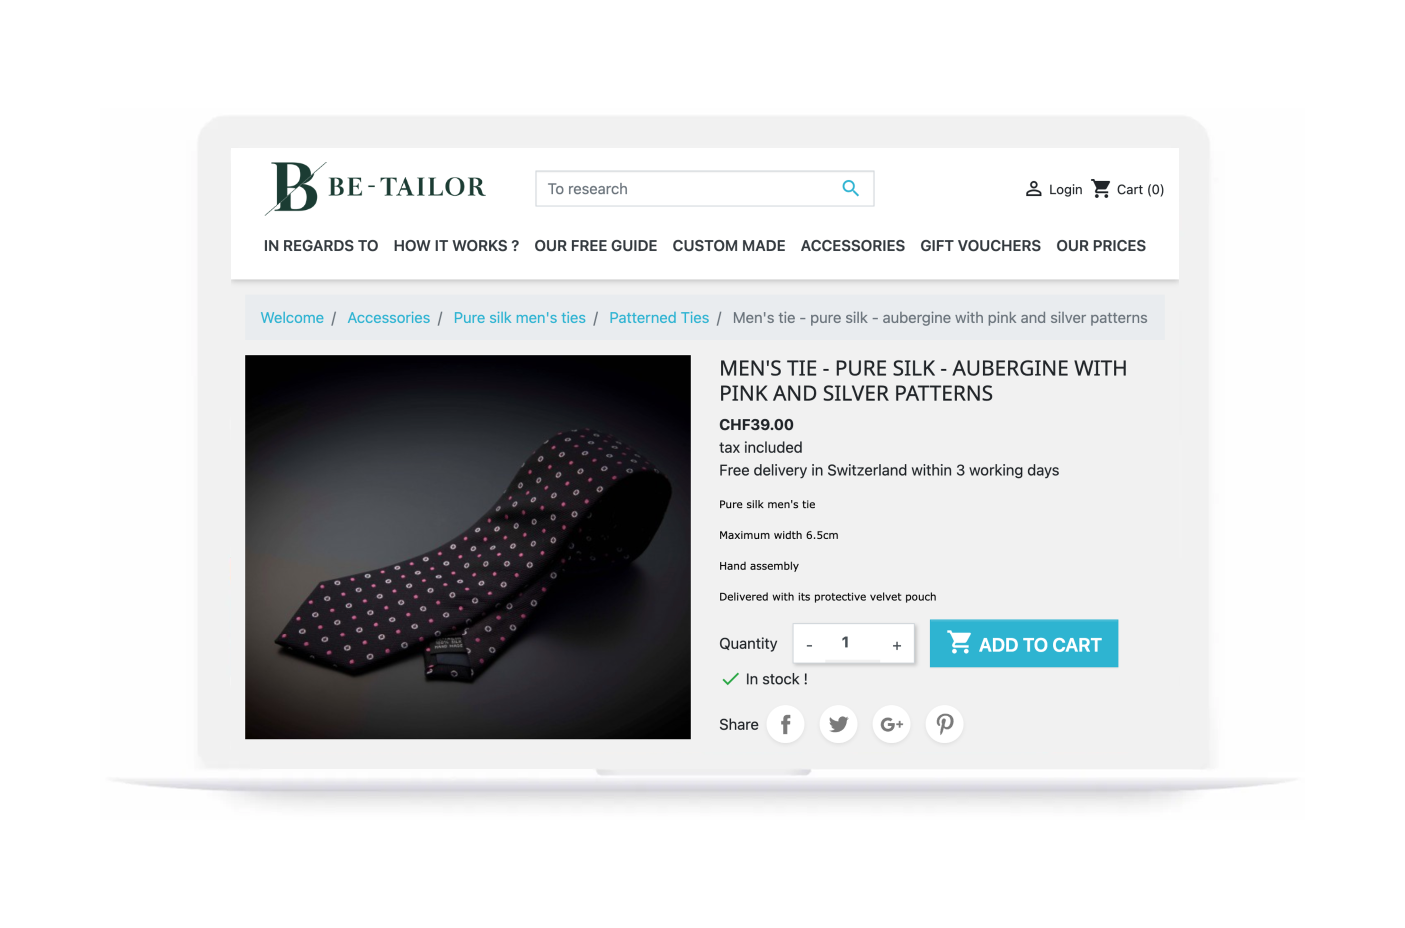 BE-TAILOR
To research
Login
Cart (0)
IN REGARDS TO
HOW IT WORKS ?
OUR FREE GUIDE
CUSTOM MADE
ACCESSORIES
GIFT VOUCHERS
OUR PRICES
Welcome / Accessories / Pure silk men's ties / Patterned Ties / Men's tie - pure silk - aubergine with pink and silver patterns
MEN'S TIE - PURE SILK - AUBERGINE WITH
PINK AND SILVER PATTERNS
CHF39.00
tax included
Free delivery in Switzerland within 3 working days
Pure silk men's tie
Maximum width 6.5cm
Hand assembly
Delivered with its protective velvet pouch
Quantity
- 1 +
ADD TO CART
In stock !
Share
100% SILK
HAND MADE